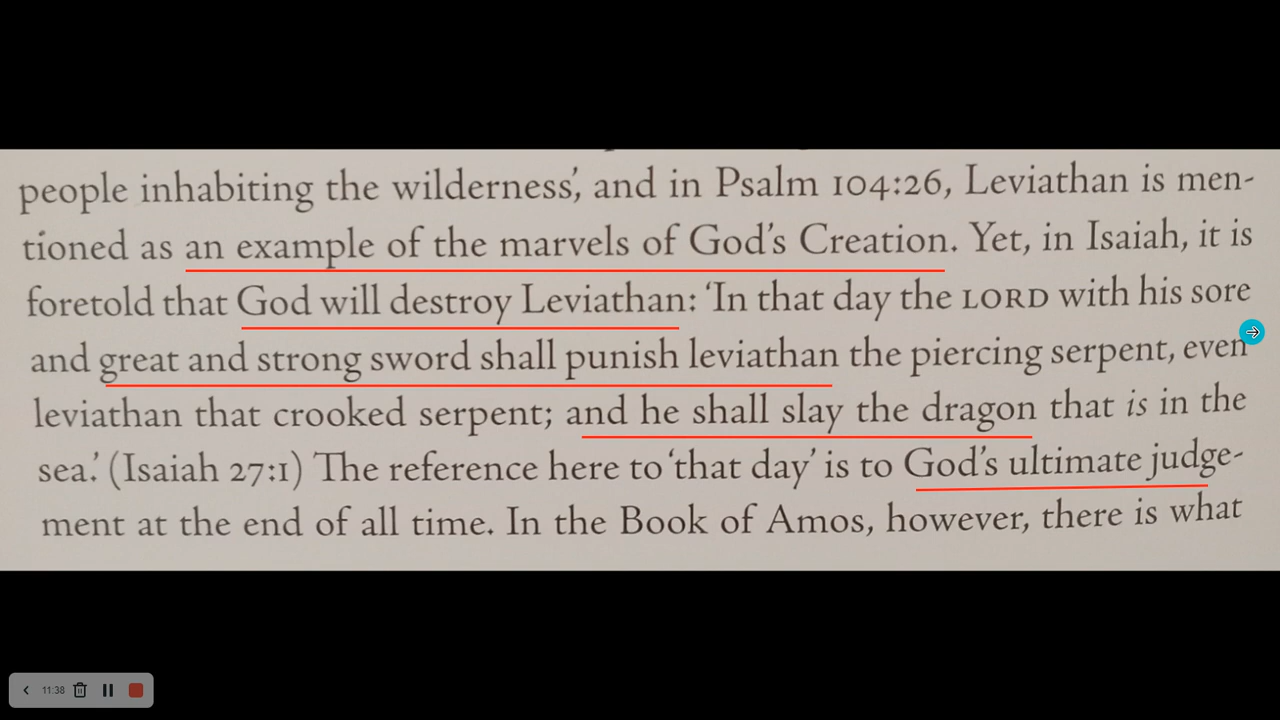 people inhabiting the wilderness', and in Psalm 104:26, Leviathan is men-
tioned as an example of the marvels of God's Creation. Yet, in Isaiah, it is
foretold that God will destroy Leviathan: 'In that day the LORD with his sore
and great and strong sword shall punish leviathan the piercing serpent, even
leviathan that crooked serpent; and he shall slay the dragon that is in the
sea.' (Isaiah 27:1) The reference here to 'that day' is to God's ultimate judge-
ment at the end of all time. In the Book of Amos, however, there is what
11:38